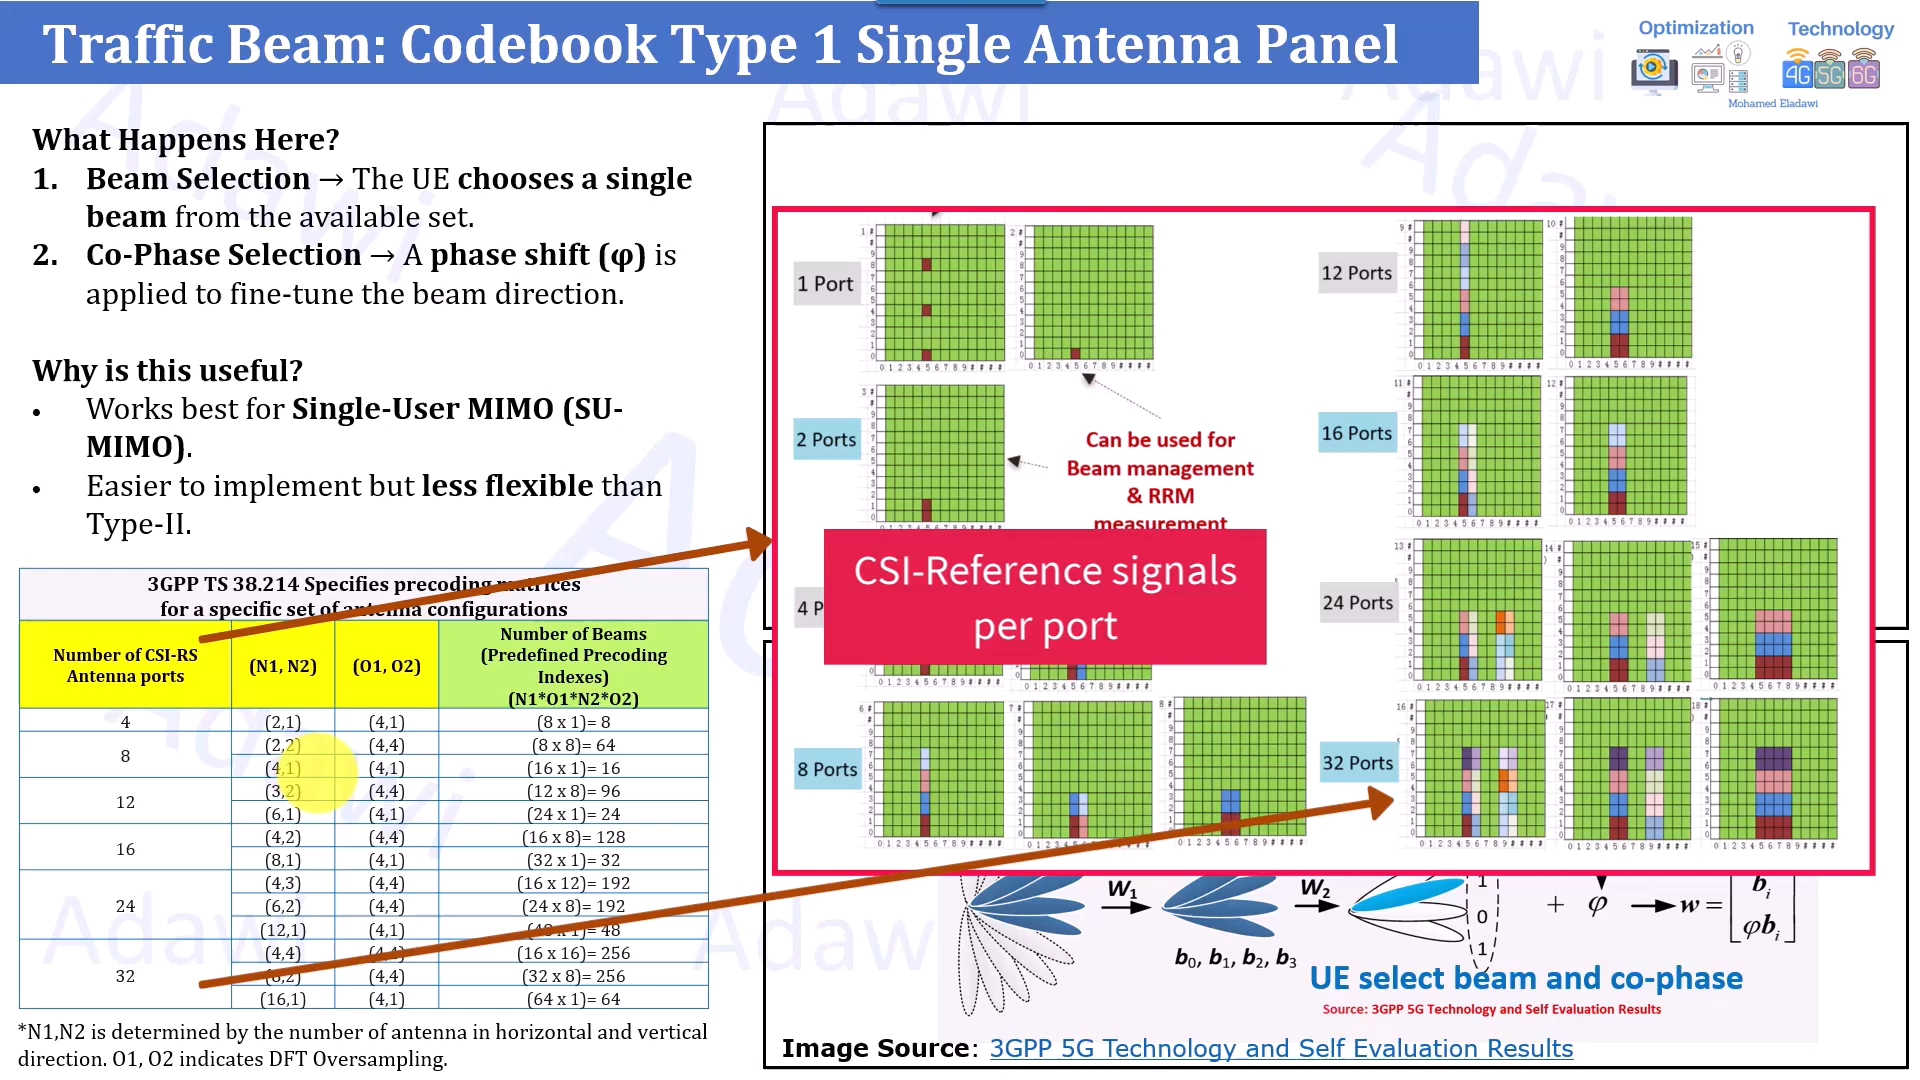 Traffic Beam: Codebook Type 1 Single Antenna Panel
Optimization
Technology
4G 5G 6G
Mohamed Eladawi
What Happens Here?
1. Beam Selection → The UE chooses a single
beam from the available set.
2. Co-Phase Selection → A phase shift (φ) is
applied to fine-tune the beam direction.
Why is this useful?
• Works best for Single-User MIMO (SU-
MIMO).
• Easier to implement but less flexible than
Type-II.
3GPP TS 38.214 Specifies precoding matrices
for a specific set of antenna configurations
Number of CSI-RS
Antenna ports
(N1, N2)
(O1, O2)
Number of Beams
(Predefined Precoding
Indexes)
(N1*O1*N2*O2)
4 (2,1) (4,1) (8 x 1)= 8
8 (2,2) (4,4) (8 x 8)= 64
(4,1) (4,1) (16 x 1)= 16
12 (3,2) (4,4) (12 x 8)= 96
(6,1) (4,1) (24 x 1)= 24
16 (4,2) (4,4) (16 x 8)= 128
(8,1) (4,1) (32 x 1)= 32
24 (4,3) (4,4) (16 x 12)= 192
(6,2) (4,4) (24 x 8)= 192
(12,1) (4,1) (48 x 1)= 48
32 (4,4) (4,4) (16 x 16)= 256
(8,2) (4,4) (32 x 8)= 256
(16,1) (4,1) (64 x 1)= 64
*N1,N2 is determined by the number of antenna in horizontal and vertical
direction. O1, O2 indicates DFT Oversampling.
1 Port
2 Ports
Can be used for
Beam management
& RRM
measurement
CSI-Reference signals
per port
4 P
8 Ports
12 Ports
16 Ports
24 Ports
32 Ports
W1
W2
b0, b1, b2, b3
1
0
1
+ φ
w =
bi
φbi
UE select beam and co-phase
Source: 3GPP 5G Technology and Self Evaluation Results
Image Source: 3GPP 5G Technology and Self Evaluation Results
Adawi